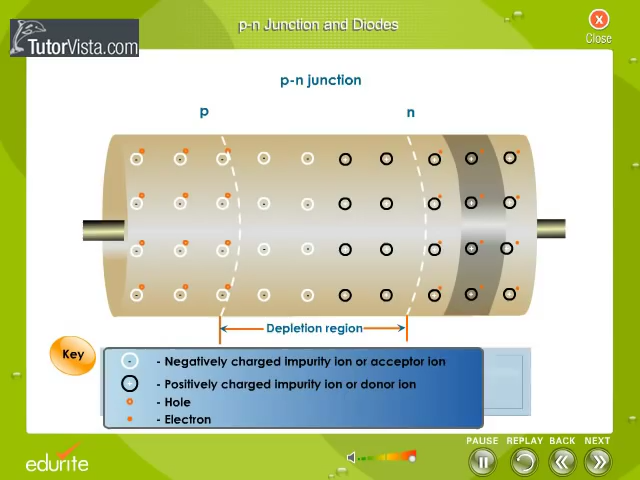 p-n Junction and Diodes
x
Close
TutorVista.com
p-n junction
p
n
Depletion region
Key
- Negatively charged impurity ion or acceptor ion
- Positively charged impurity ion or donor ion
- Hole
- Electron
PAUSE REPLAY BACK NEXT
edurite